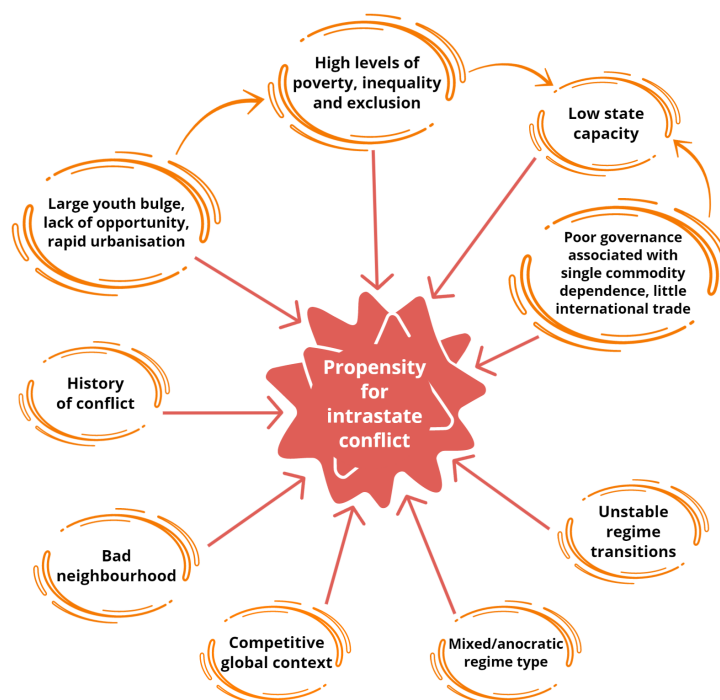 High levels of
poverty, inequality
and exclusion
Low state
capacity
Large youth bulge,
lack of opportunity,
rapid urbanisation
Poor governance
associated with
single commodity
dependence, little
international trade
Propensity
for
intrastate
conflict
History
of conflict
Unstable
regime
transitions
Bad
neighbourhood
Competitive
global context
Mixed/anocratic
regime type